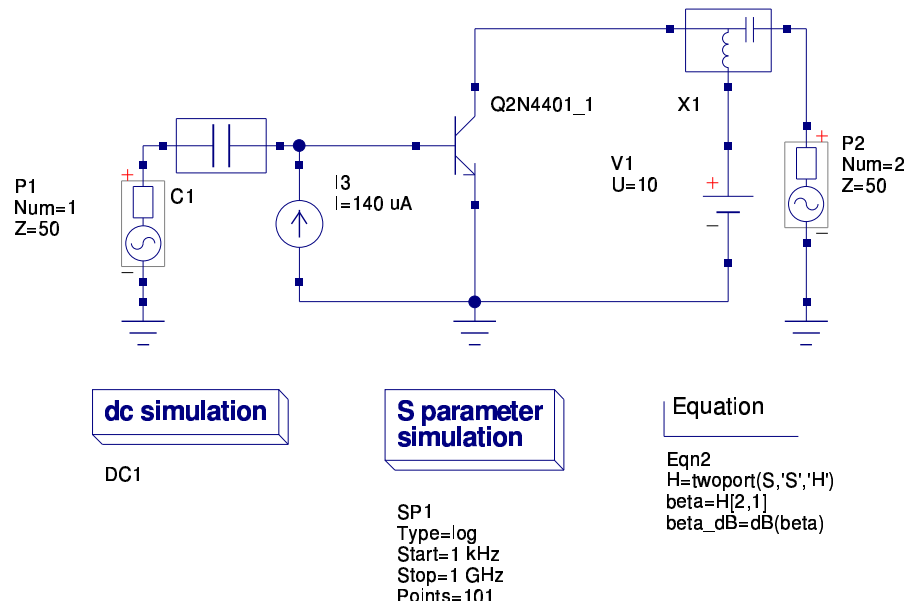 Q2N4401_1
X1
P1
Num=1
Z=50
C1
I3
I=140 uA
V1
U=10
P2
Num=2
Z=50
dc simulation
DC1
S parameter
simulation
SP1
Type=log
Start=1 kHz
Stop=1 GHz
Points=101
Equation
Eqn2
H=twoport(S,'S','H')
beta=H[2,1]
beta_dB=dB(beta)